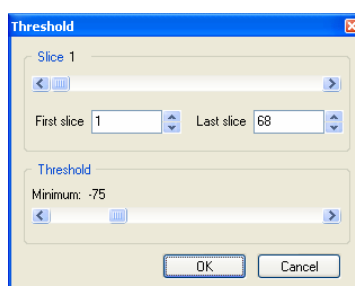 Threshold
Slice 1
First slice 1 Last slice 68
Threshold
Minimum: -75
OK Cancel